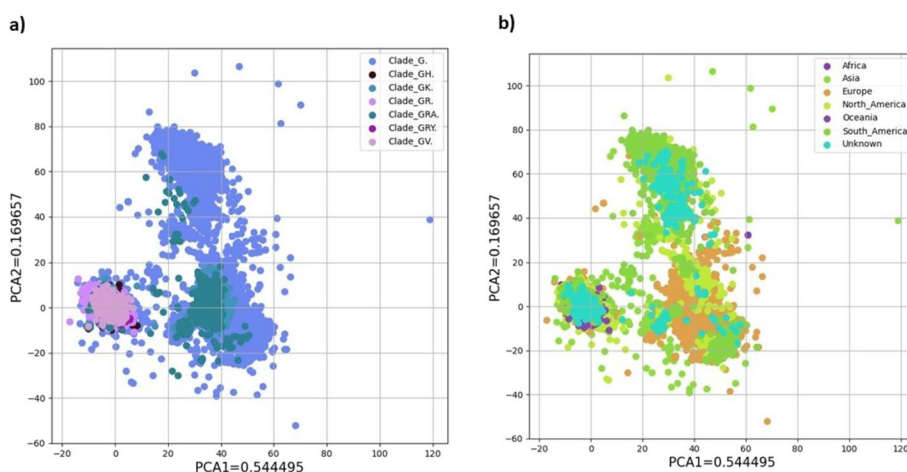 a)
100
80
60
40
20
0
−20
−40
−60
PCA2=0.169657
−20 0 20 40 60 80 100 120
PCA1=0.544495
Clade_G.
Clade_GH.
Clade_GK.
Clade_GR.
Clade_GRA.
Clade_GRY.
Clade_GV.
b)
100
80
60
40
20
0
−20
−40
−60
PCA2=0.169657
−20 0 20 40 60 80 100 120
PCA1=0.544495
Africa
Asia
Europe
North_America
Oceania
South_America
Unknown